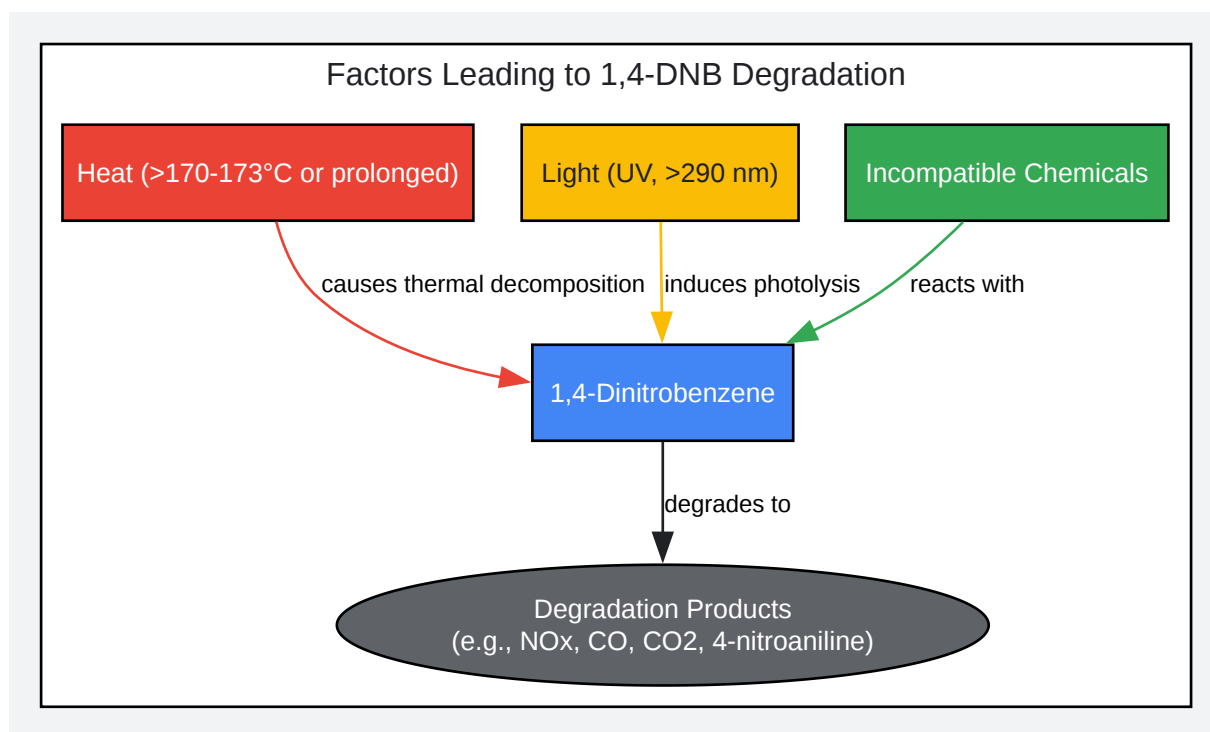 Factors Leading to 1,4-DNB Degradation
Heat (>170-173°C or prolonged)
Light (UV, >290 nm)
Incompatible Chemicals
causes thermal decomposition
induces photolysis
reacts with
1,4-Dinitrobenzene
degrades to
Degradation Products
(e.g., NOx, CO, CO2, 4-nitroaniline)